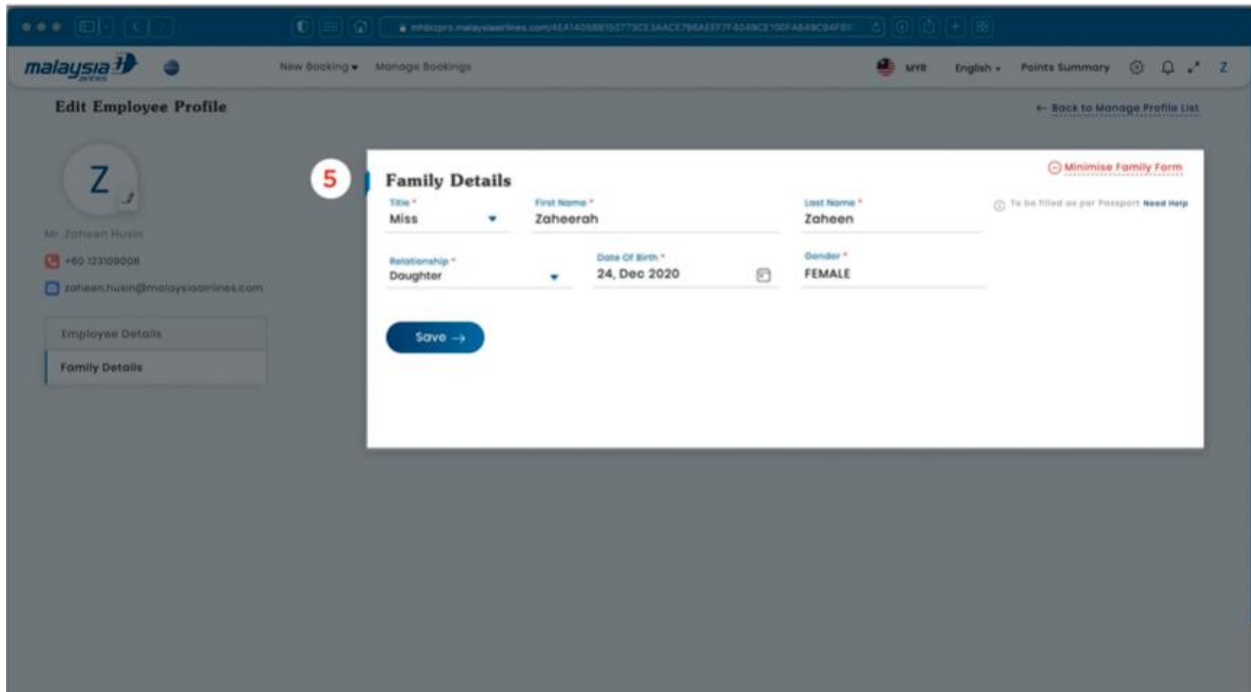 malaysia
airlines
New Booking Manage Bookings
MYR English Points Summary Z
Edit Employee Profile
← Back to Manage Profile List
Z
Mr. Zaheen Husin
+60 123109008
zaheen.husin@malaysiaairlines.com
Employee Details
Family Details
5
Family Details
Minimise Family Form
Title * First Name * Last Name *
Miss Zaheerah Zaheen
To be filled as per Passport Need Help
Relationship * Date Of Birth * Gender *
Daughter 24, Dec 2020 FEMALE
Save →